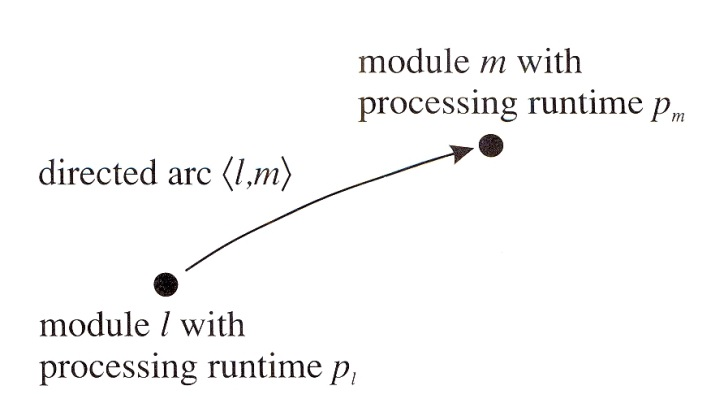 module m with
processing runtime pₘ
directed arc ⟨l,m⟩
module l with
processing runtime pₗ